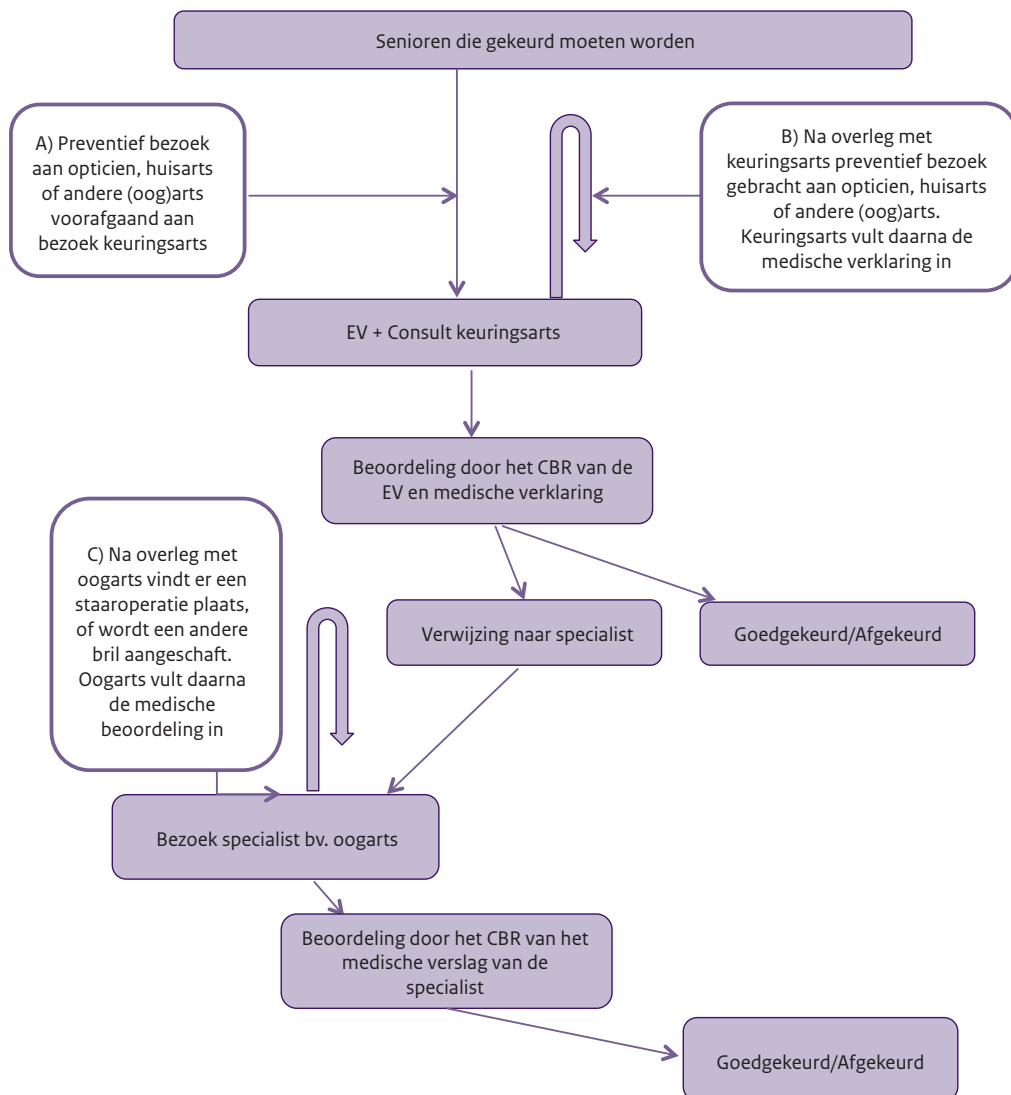 Senioren die gekeurd moeten worden
A) Preventief bezoek
aan opticien, huisarts
of andere (oog)arts
voorafgaand aan
bezoek keuringsarts
B) Na overleg met
keuringsarts preventief bezoek
gebracht aan opticien, huisarts
of andere (oog)arts.
Keuringsarts vult daarna de
medische verklaring in
EV + Consult keuringsarts
Beoordeling door het CBR van de
EV en medische verklaring
C) Na overleg met
oogarts vindt er een
staaroperatie plaats,
of wordt een andere
bril aangeschaft.
Oogarts vult daarna
de medische
beoordeling in
Verwijzing naar specialist
Goedgekeurd/Afgekeurd
Bezoek specialist bv. oogarts
Beoordeling door het CBR van het
medische verslag van de
specialist
Goedgekeurd/Afgekeurd